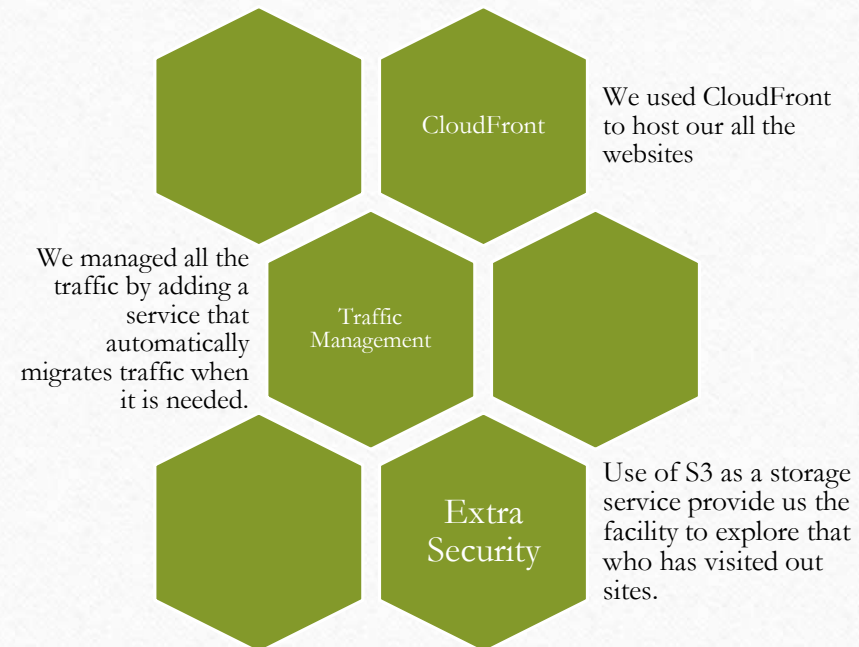 CloudFront
We used CloudFront
to host our all the
websites
We managed all the
traffic by adding a
service that
automatically
migrates traffic when
it is needed.
Traffic
Management
Extra
Security
Use of S3 as a storage
service provide us the
facility to explore that
who has visited out
sites.